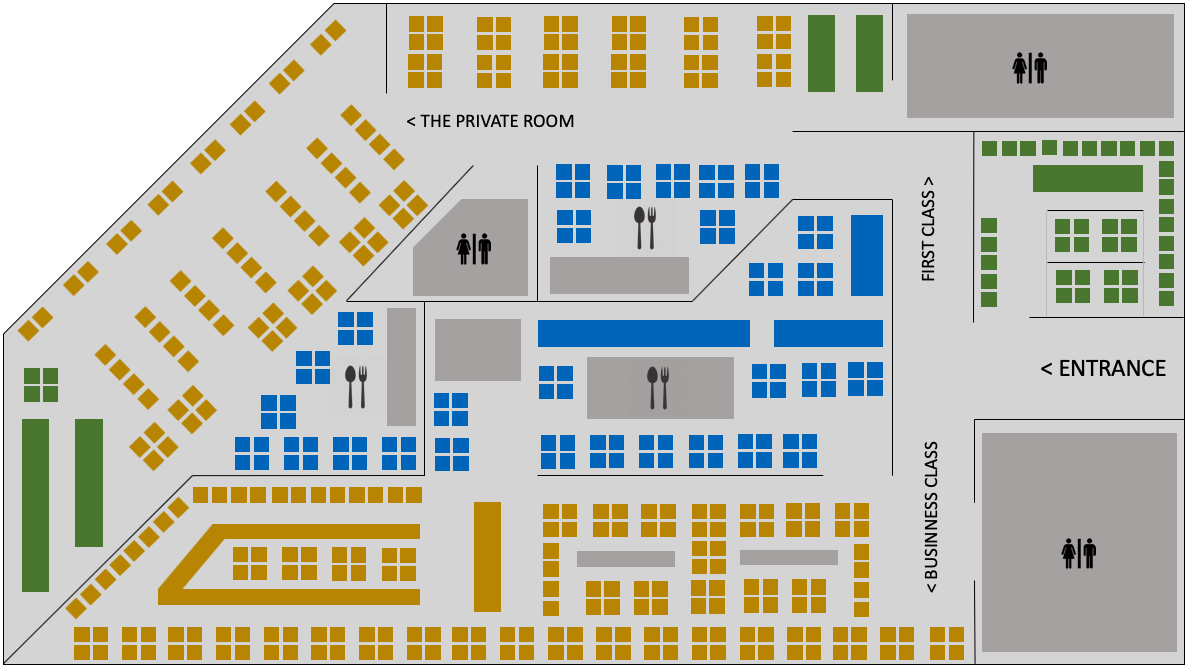 < THE PRIVATE ROOM
FIRST CLASS >
< ENTRANCE
< BUSINESS CLASS